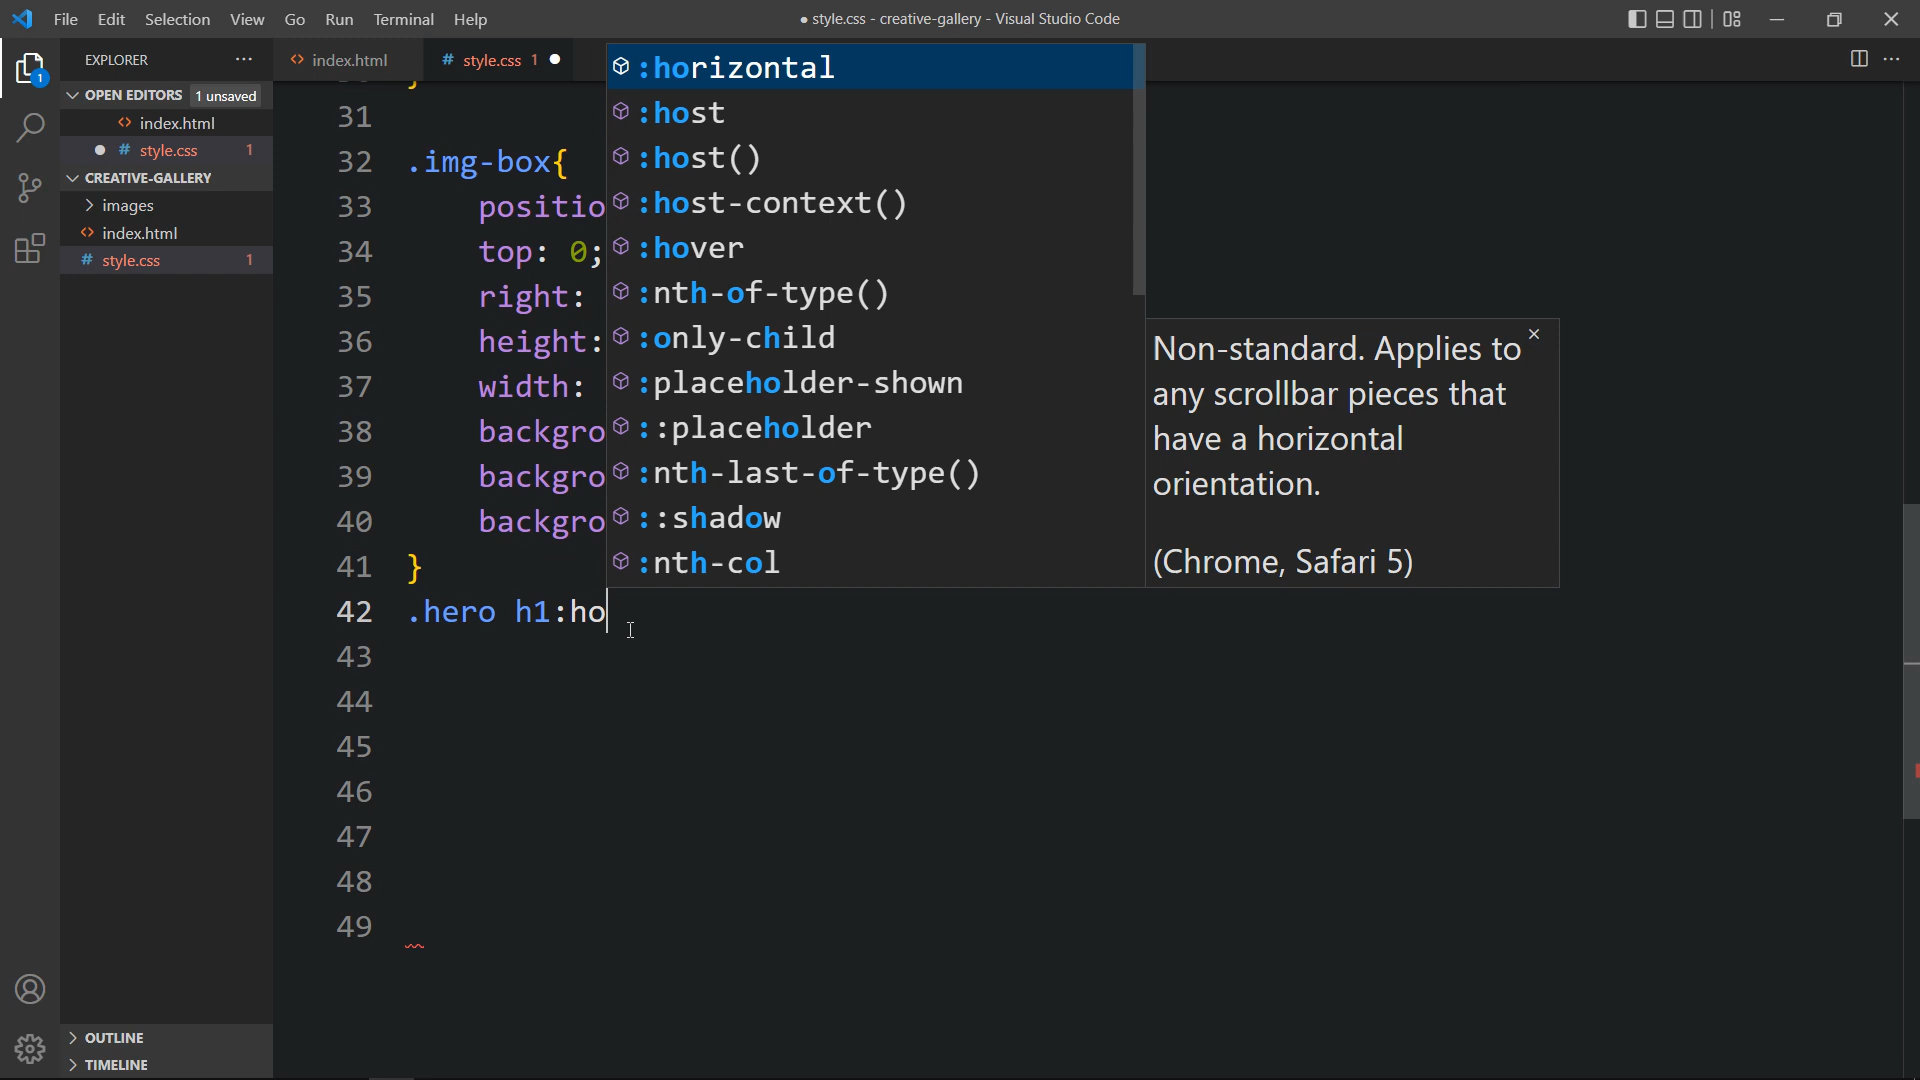 File Edit Selection View Go Run Terminal Help
● style.css - creative-gallery - Visual Studio Code
EXPLORER
index.html
# style.css 1
OPEN EDITORS 1 unsaved
index.html
# style.css 1
CREATIVE-GALLERY
images
index.html
# style.css 1
OUTLINE
TIMELINE
1
31
32 .img-box{
33 positio
34 top: 0;
35 right:
36 height:
37 width:
38 backgro
39 backgro
40 backgro
41 }
42 .hero h1:ho
43
44
45
46
47
48
49
:horizontal
:host
:host()
:host-context()
:hover
:nth-of-type()
:only-child
:placeholder-shown
::placeholder
:nth-last-of-type()
::shadow
:nth-col
Non-standard. Applies to
any scrollbar pieces that
have a horizontal
orientation.
(Chrome, Safari 5)